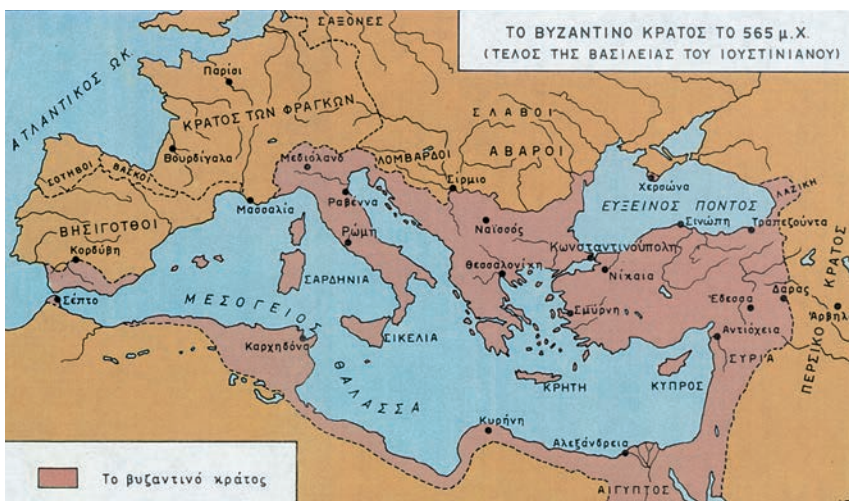 ΤΟ ΒΥΖΑΝΤΙΝΟ ΚΡΑΤΟΣ ΤΟ 565 μ.Χ.
(ΤΕΛΟΣ ΤΗΣ ΒΑΣΙΛΕΙΑΣ ΤΟΥ ΙΟΥΣΤΙΝΙΑΝΟΥ)
ΣΑΞΟΝΕΣ
ΑΤΛΑΝΤΙΚΟΣ ΩΚ.
Παρίσι
ΚΡΑΤΟΣ ΤΩΝ ΦΡΑΓΚΩΝ
ΣΛΑΒΟΙ
ΑΒΑΡΟΙ
Βουρδίγαλα
Μεδιόλανο
ΛΟΜΒΑΡΔΟΙ
Σίρμιο
Χερσώνα
ΛΑΖΙΚΗ
ΣΟΥΗΒΟΙ
ΒΑΣΚΟΙ
Μασσαλία
Ραβέννα
ΕΥΞΕΙΝΟΣ ΠΟΝΤΟΣ
Σινώπη
Τραπεζούντα
ΒΗΣΙΓΟΤΘΟΙ
Κορδύβη
Ρώμη
Ναϊσσός
Κωνσταντινούπολη
Θεσσαλονίκη
Νίκαια
ΣΑΡΔΗΝΙΑ
Σέπτο
ΜΕΣΟΓΕΙΟΣ
ΘΑΛΑΣΣΑ
Σμύρνη
Έδεσσα
Δάρας
Άρβηλ
ΠΕΡΣΙΚΟ ΚΡΑΤΟΣ
Καρχηδόνα
ΣΙΚΕΛΙΑ
Αντιόχεια
ΣΥΡΙΑ
ΚΡΗΤΗ
ΚΥΠΡΟΣ
Κυρήνη
Αλεξάνδρεια
ΑΙΓΥΠΤΟΣ
Το βυζαντινό κράτος